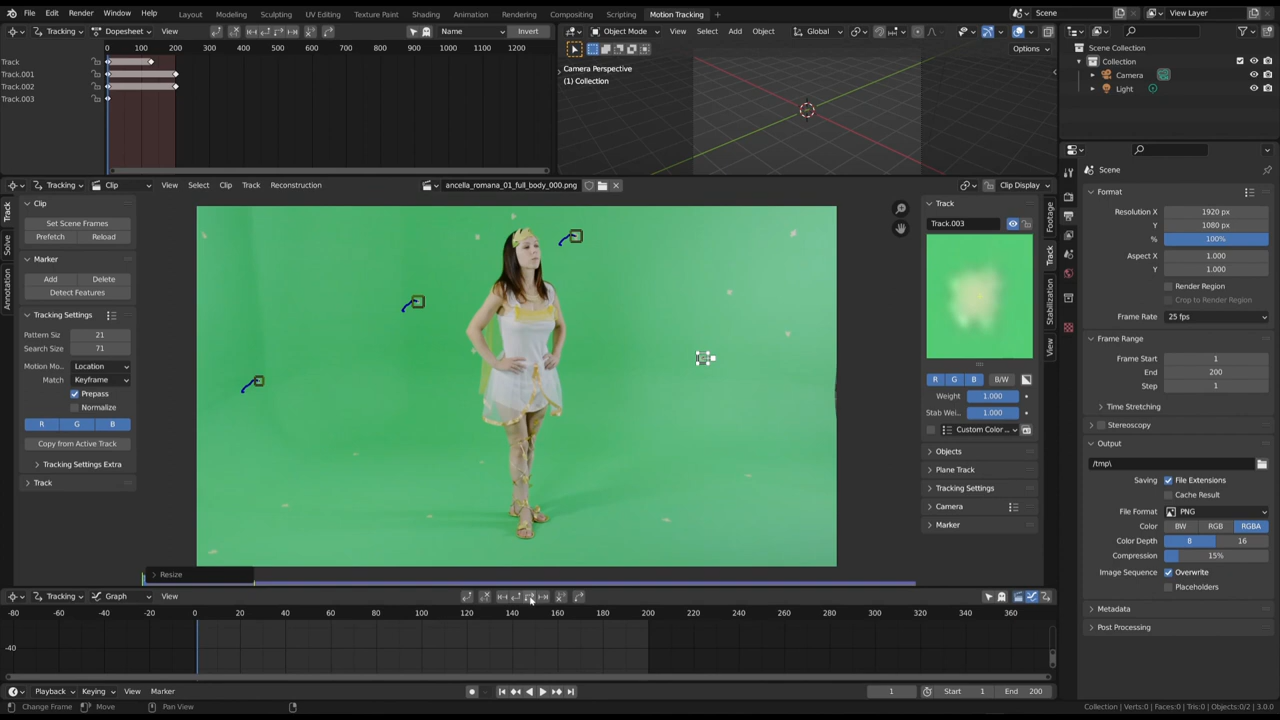 File Edit Render Window Help Layout Modeling Sculpting UV Editing Texture Paint Shading Animation Rendering Compositing Scripting Motion Tracking + Scene View Layer
Tracking Dopesheet View Name Invert
0 100 200 300 400 500 600 700 800 900 1000 1100 1200
Track
Track.001
Track.002
Track.003
Object Mode View Select Add Object Global
Options
Camera Perspective
(1) Collection
Scene Collection
Collection
Camera
Light
Tracking Clip View Select Clip Track Reconstruction ancella_romana_01_full_body_000.png Clip Display
Track
Solve
Annotation
Clip
Set Scene Frames
Prefetch Reload
Marker
Add Delete
Detect Features
Tracking Settings
Pattern Siz 21
Search Size 71
Motion Mo... Location
Match Keyframe
Prepass
Normalize
R G B
Copy from Active Track
Tracking Settings Extra
Track
Resize
Track
Track.003
R G B B/W
Weight 1.000
Stab Wei... 1.000
Custom Color ...
Objects
Plane Track
Tracking Settings
Camera
Marker
Footage
Track
Stabilization
View
Scene
Format
Resolution X 1920 px
Y 1080 px
% 100%
Aspect X 1.000
Y 1.000
Render Region
Crop to Render Region
Frame Rate 25 fps
Frame Range
Frame Start 1
End 200
Step 1
Time Stretching
Stereoscopy
Output
/tmp\
Saving File Extensions
Cache Result
File Format PNG
Color BW RGB RGBA
Color Depth 8 16
Compression 15%
Image Sequence Overwrite
Placeholders
Metadata
Post Processing
Tracking Graph View
-80 -60 -40 -20 0 20 40 60 80 100 120 140 160 180 200 220 240 260 280 300 320 340 360
-40
Playback Keying View Marker 1 Start 1 End 200
Change Frame Move Pan View Collection | Verts:0 | Faces:0 | Tris:0 | Objects:0/2 | 3.0.0